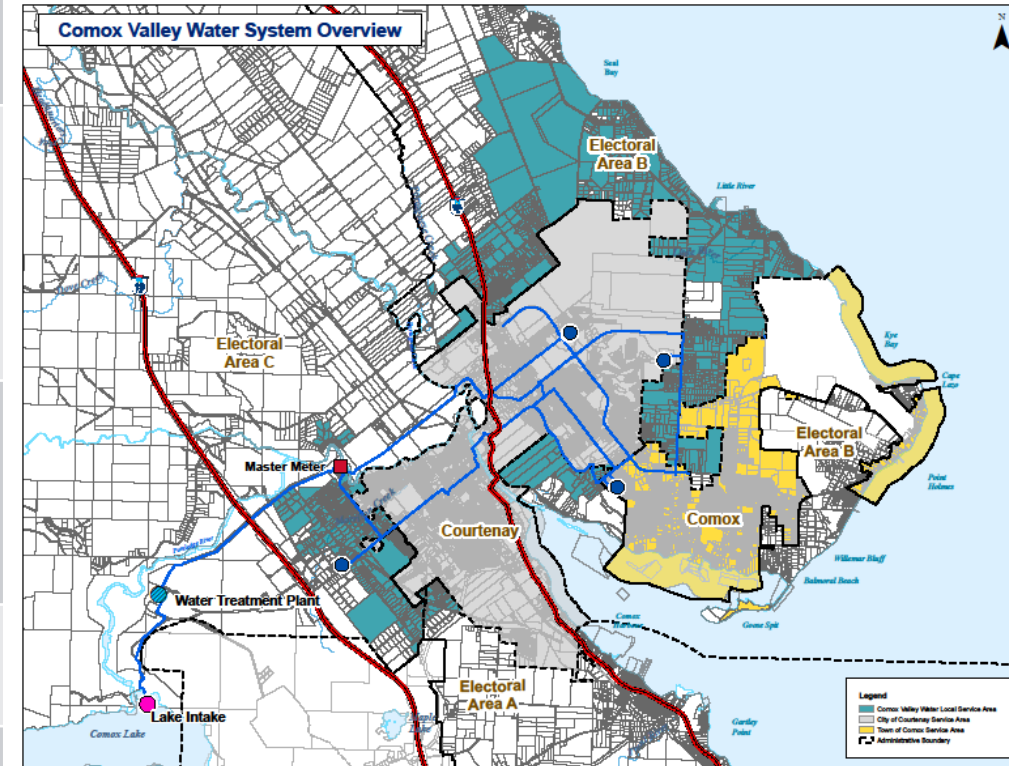 Comox Valley Water System Overview
N
Seal
Bay
Electoral
Area B
Little River
Kye
Bay
Cape
Lazo
Electoral
Area C
Electoral
Area B
Master Meter
Point
Holmes
Comox
Courtenay
Willemar Bluff
Balmoral Beach
Water Treatment Plant
Goose Spit
Comox
Harbour
Electoral
Area A
Lake Intake
Comox Lake
Maple
Lake
Gartley
Point
Legend
Comox Valley Water Local Service Area
City of Courtenay Service Area
Town of Comox Service Area
Administrative Boundary